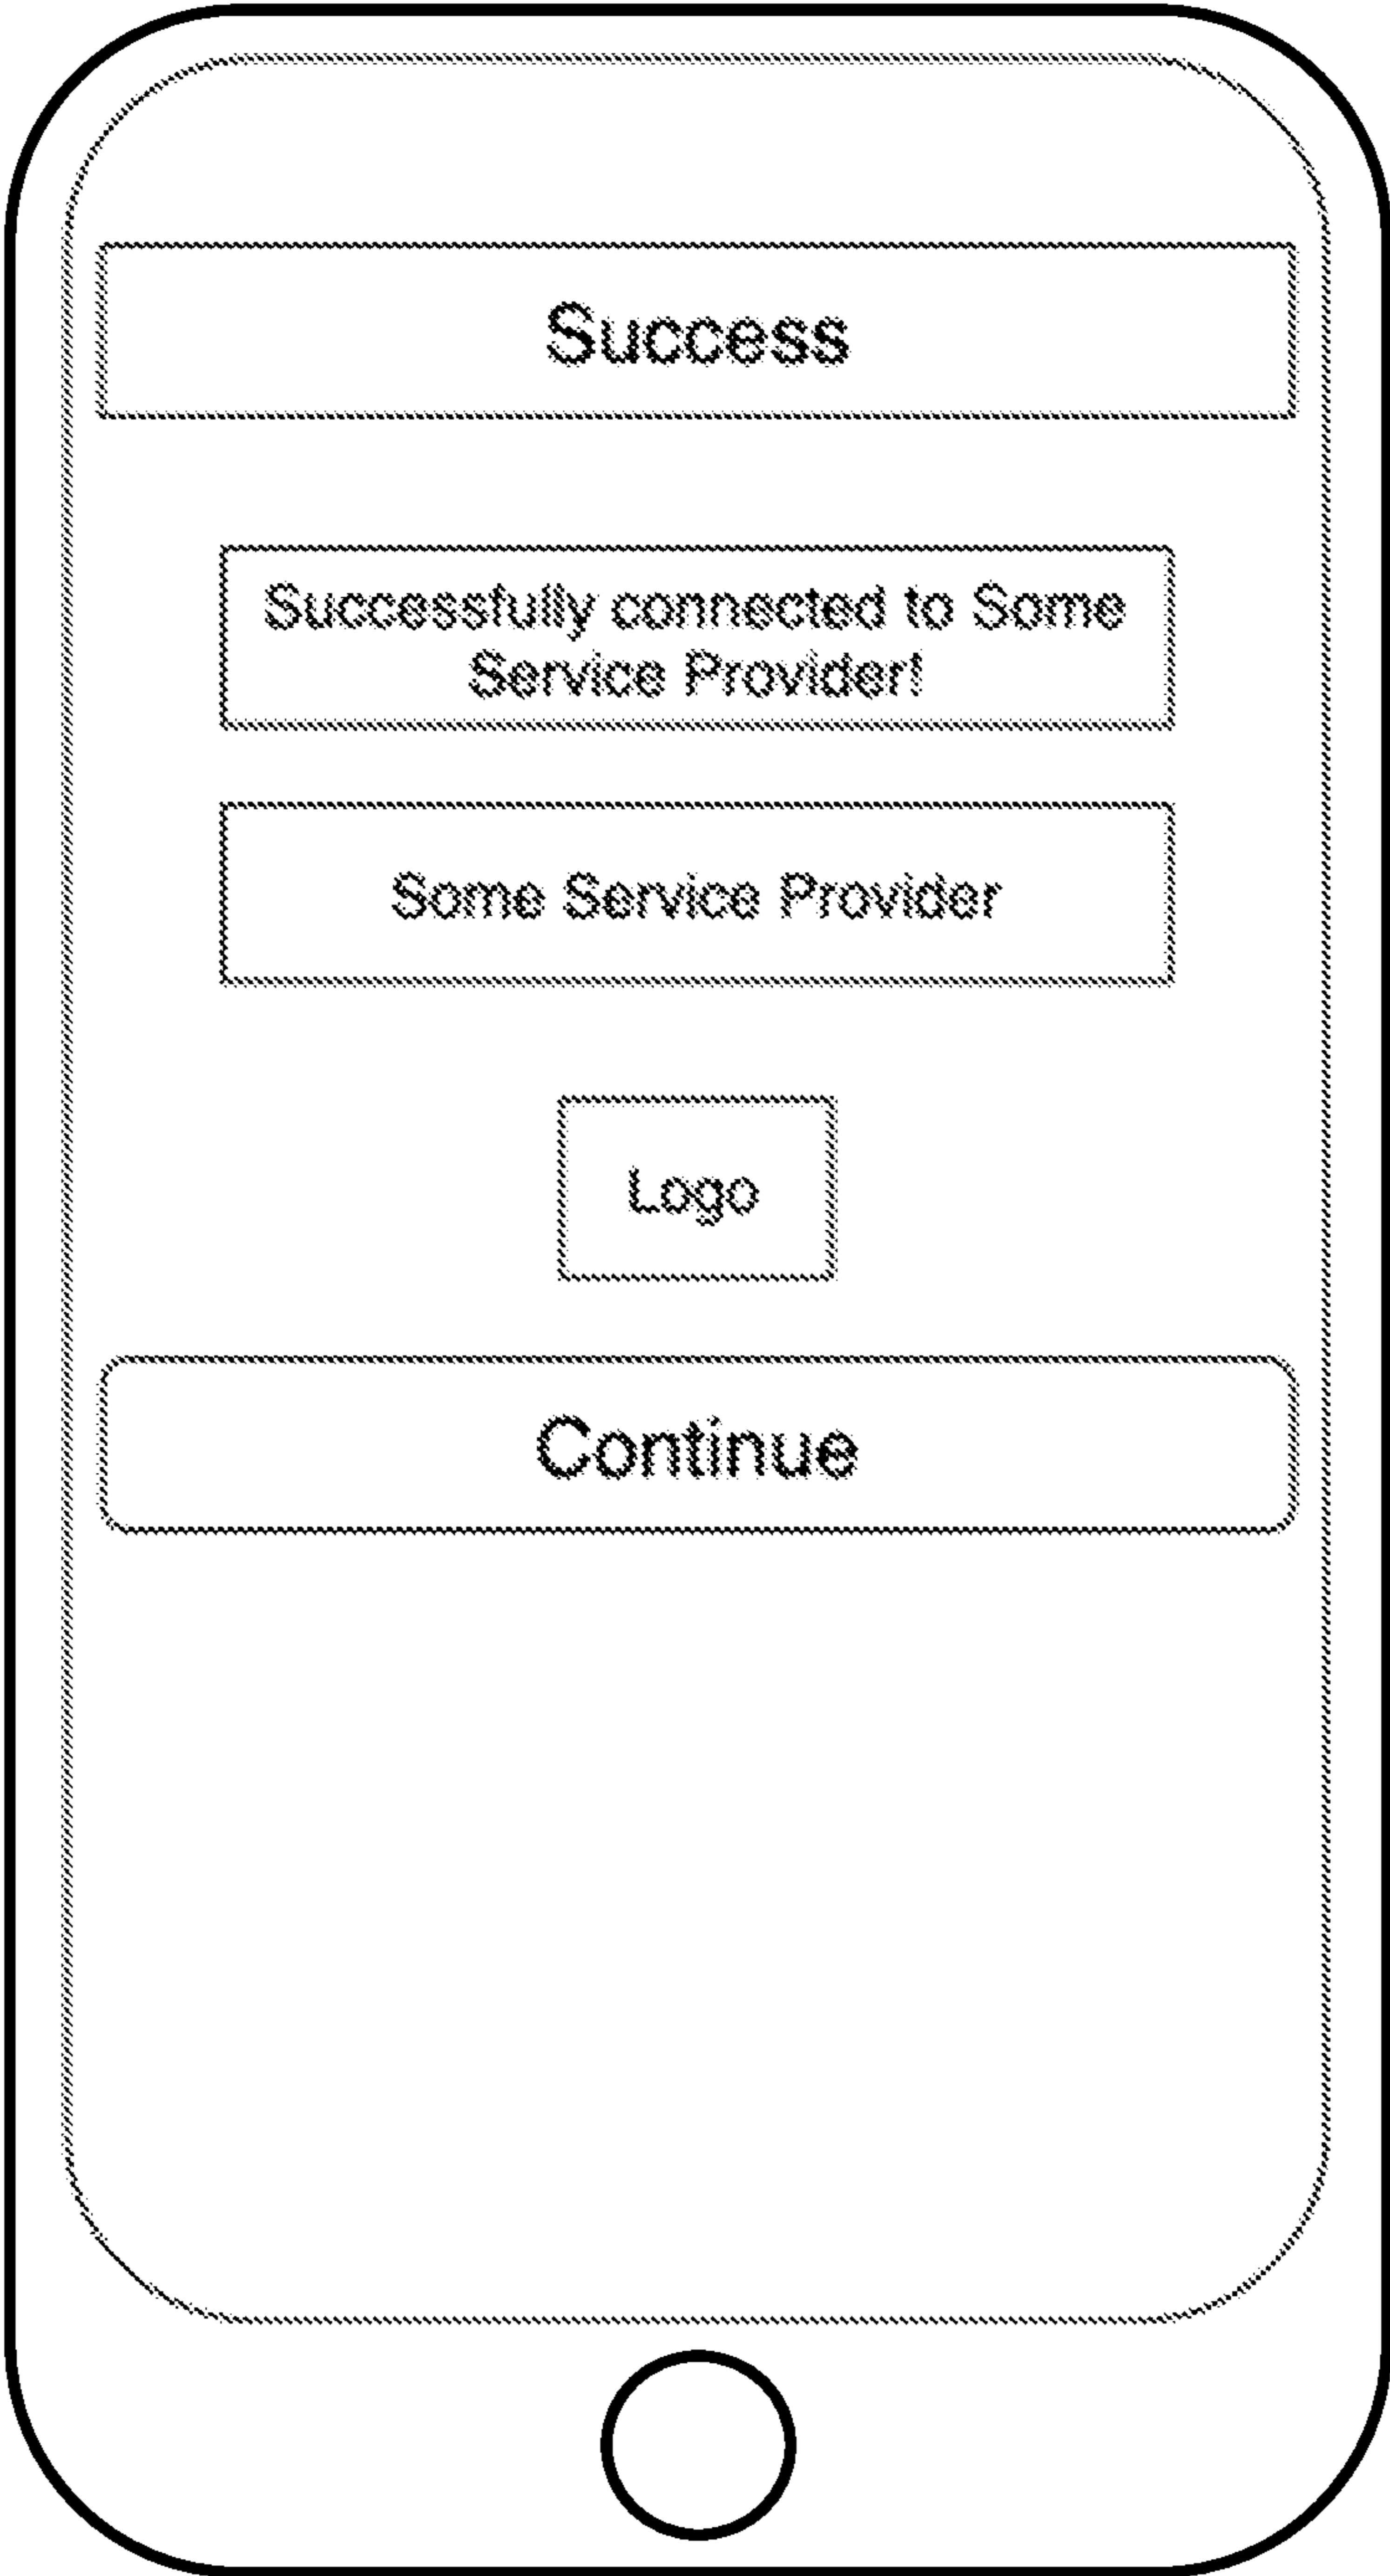 Success
Successfully connected to Some
Service Provider!
Some Service Provider
Logo
Continue